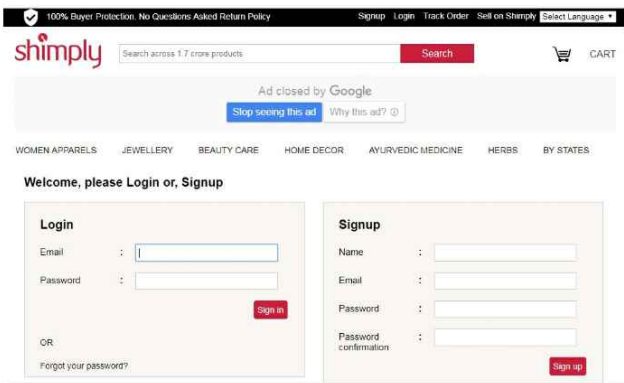 100% Buyer Protection. No Questions Asked Return Policy
Signup Login Track Order Sell on Shimply Select Language ▼
shimply
Search across 1.7 crore products
Search
CART
Ad closed by Google
Stop seeing this ad
Why this ad?
WOMEN APPARELS JEWELLERY BEAUTY CARE HOME DECOR AYURVEDIC MEDICINE HERBS BY STATES
Welcome, please Login or, Signup
Login
Email :
Password :
Sign in
OR
Forgot your password?
Signup
Name :
Email :
Password :
Password :
confirmation
Sign up